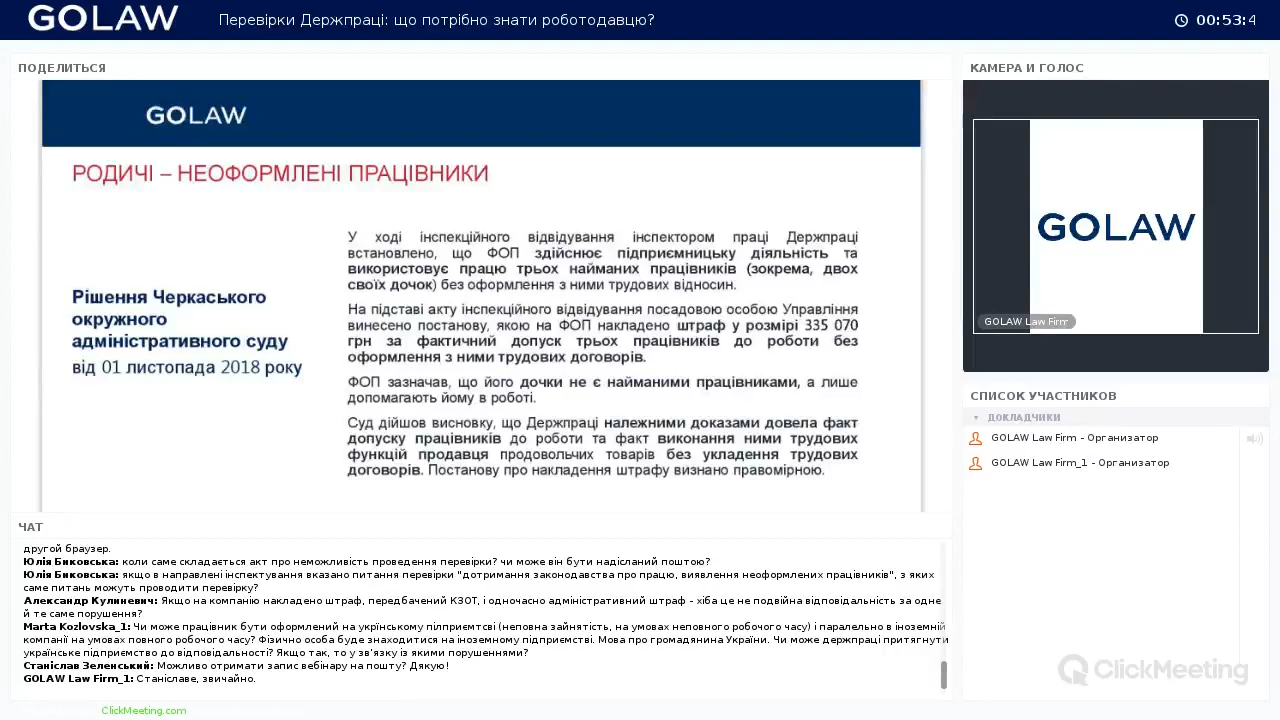 GOLAW
Перевірки Держпраці: що потрібно знати роботодавцю?
00:53:4
ПОДЕЛИТЬСЯ
GOLAW
РОДИЧІ – НЕОФОРМЛЕНІ ПРАЦІВНИКИ
Рішення Черкаського
окружного
адміністративного суду
від 01 листопада 2018 року
У ході інспекційного відвідування інспектором праці Держпраці
встановлено, що ФОП здійснює підприємницьку діяльність та
використовує працю трьох найманих працівників (зокрема, двох
своїх дочок) без оформлення з ними трудових відносин.
На підставі акту інспекційного відвідування посадовою особою Управління
винесено постанову, якою на ФОП накладено штраф у розмірі 335 070
грн за фактичний допуск трьох працівників до роботи без
оформлення з ними трудових договорів.
ФОП зазначав, що його дочки не є найманими працівниками, а лише
допомагають йому в роботі.
Суд дійшов висновку, що Держпраці належними доказами довела факт
допуску працівників до роботи та факт виконання ними трудових
функцій продавця продовольчих товарів без укладення трудових
договорів. Постанову про накладення штрафу визнано правомірною.
ЧАТ
другой браузер.
Юлія Биковська: коли саме складається акт про неможливість проведення перевірки? чи може він бути надісланий поштою?
Юлія Биковська: якщо в направлені інспектування вказано питання перевірки "дотримання законодавства про працю, виявлення неоформлених працівників", з яких
саме питань можуть проводити перевірку?
Александр Кулиневич: Якщо на компанію накладено штраф, передбачений КЗОТ, і одночасно адміністративний штраф - хіба це не подвійна відповідальність за одне
й те саме порушення?
Marta Kozlovska_1: Чи може працівник бути оформлений на укрїнському пілприємтсві (неповна зайнятість, на умовах неповного робочого часу) і паралельно в іноземній
компанії на умовах повного робочого часу? Фізично особа буде знаходитися на іноземному підприємстві. Мова про громадянина України. Чи може держпраці притягнути
українське підприємство до відповідальності? Якщо так, то у зв'язку із якими порушеннями?
Станіслав Зеленський: Можливо отримати запис вебінару на пошту? Дякую!
GOLAW Law Firm_1: Станіславе, звичайно.
ClickMeeting.com
КАМЕРА И ГОЛОС
GOLAW
GOLAW Law Firm
СПИСОК УЧАСТНИКОВ
ДОКЛАДЧИКИ
GOLAW Law Firm - Организатор
GOLAW Law Firm_1 - Организатор
ClickMeeting